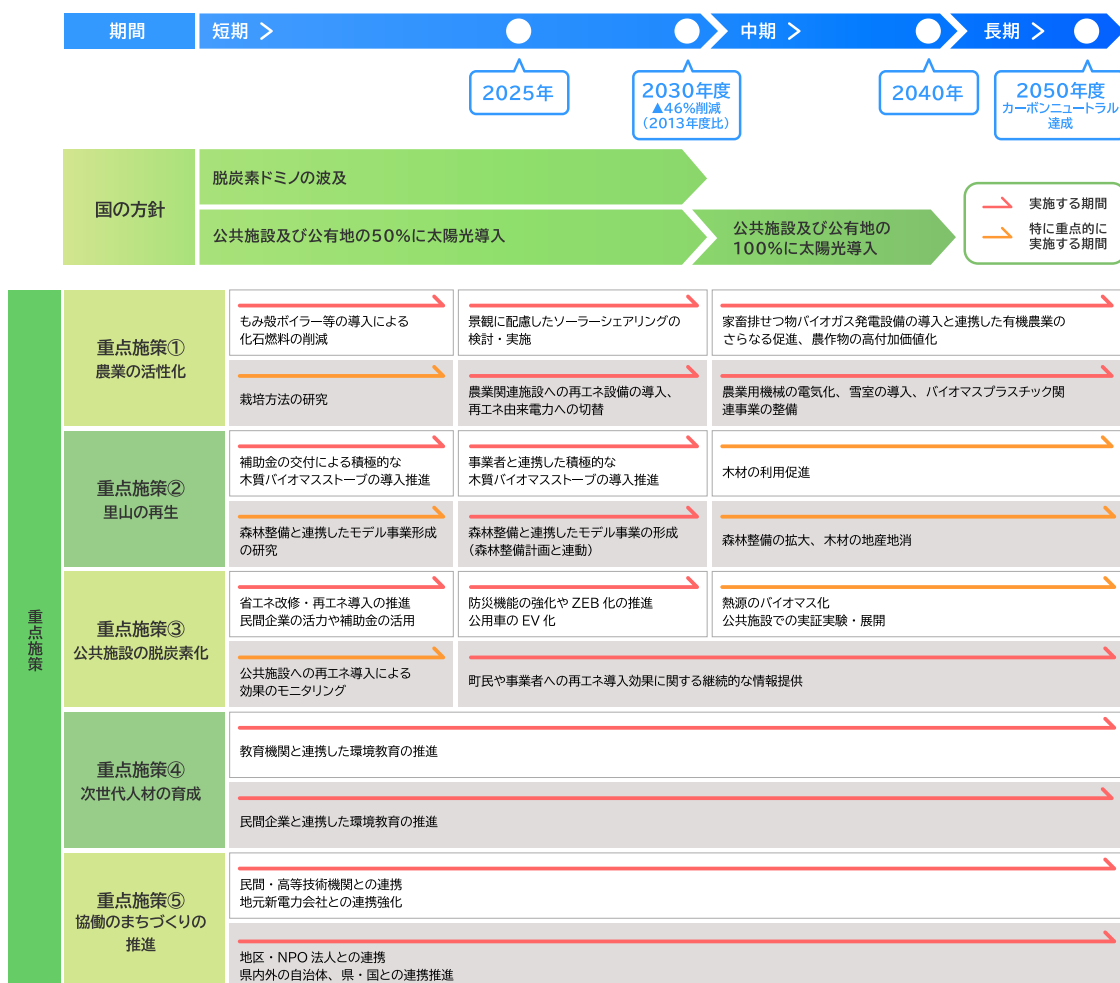 期間
短期
中期
長期
2025年
2030年度
▲46%削減
(2013年度比)
2040年
2050年度
カーボンニュートラル
達成
国の方針
脱炭素ドミノの波及
公共施設及び公有地の50%に太陽光導入
公共施設及び公有地の
100%に太陽光導入
実施する期間
特に重点的に
実施する期間
重点施策
重点施策①
農業の活性化
もみ殻ボイラー等の導入による
化石燃料の削減
景観に配慮したソーラーシェアリングの
検討・実施
家畜排せつ物バイオガス発電設備の導入と連携した有機農業の
さらなる促進、農作物の高付加価値化
栽培方法の研究
農業関連施設への再エネ設備の導入、
再エネ由来電力への切替
農業用機械の電気化、雪室の導入、バイオマスプラスチック関
連事業の整備
重点施策②
里山の再生
補助金の交付による積極的な
木質バイオマスストーブの導入推進
事業者と連携した積極的な
木質バイオマスストーブの導入推進
木材の利用促進
森林整備と連携したモデル事業形成
の研究
森林整備と連携したモデル事業の形成
(森林整備計画と連動)
森林整備の拡大、木材の地産地消
重点施策③
公共施設の脱炭素化
省エネ改修・再エネ導入の推進
民間企業の活力や補助金の活用
防災機能の強化や ZEB 化の推進
公用車の EV 化
熱源のバイオマス化
公共施設での実証実験・展開
公共施設への再エネ導入による
効果のモニタリング
町民や事業者への再エネ導入効果に関する継続的な情報提供
重点施策④
次世代人材の育成
教育機関と連携した環境教育の推進
民間企業と連携した環境教育の推進
重点施策⑤
協働のまちづくりの
推進
民間・高等技術機関との連携
地元新電力会社との連携強化
地区・NPO 法人との連携
県内外の自治体、県・国との連携推進